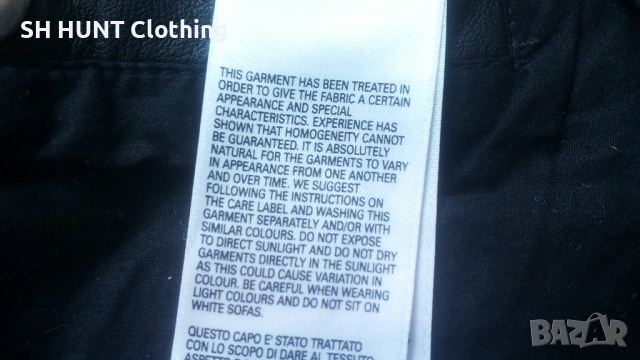 SH HUNT Clothing
THIS GARMENT HAS BEEN TREATED IN
ORDER TO GIVE THE FABRIC A CERTAIN
APPEARANCE AND SPECIAL
CHARACTERISTICS. EXPERIENCE HAS
SHOWN THAT HOMOGENEITY CANNOT
BE GUARANTEED. IT IS ABSOLUTELY
NATURAL FOR THE GARMENTS TO VARY
IN APPEARANCE FROM ONE ANOTHER
AND OVER TIME. WE SUGGEST
FOLLOWING THE INSTRUCTIONS ON
THE CARE LABEL AND WASHING THIS
GARMENT SEPARATELY AND/OR WITH
SIMILAR COLOURS. DO NOT EXPOSE
TO DIRECT SUNLIGHT AND DO NOT DRY
GARMENTS DIRECTLY IN THE SUNLIGHT
AS THIS COULD CAUSE VARIATION IN
COLOUR. BE CAREFUL WHEN WEARING
LIGHT COLOURS AND DO NOT SIT ON
WHITE SOFAS.
QUESTO CAPO E' STATO TRATTATO
CON LO SCOPO DI DARE AL TESSUTO
BAZAR